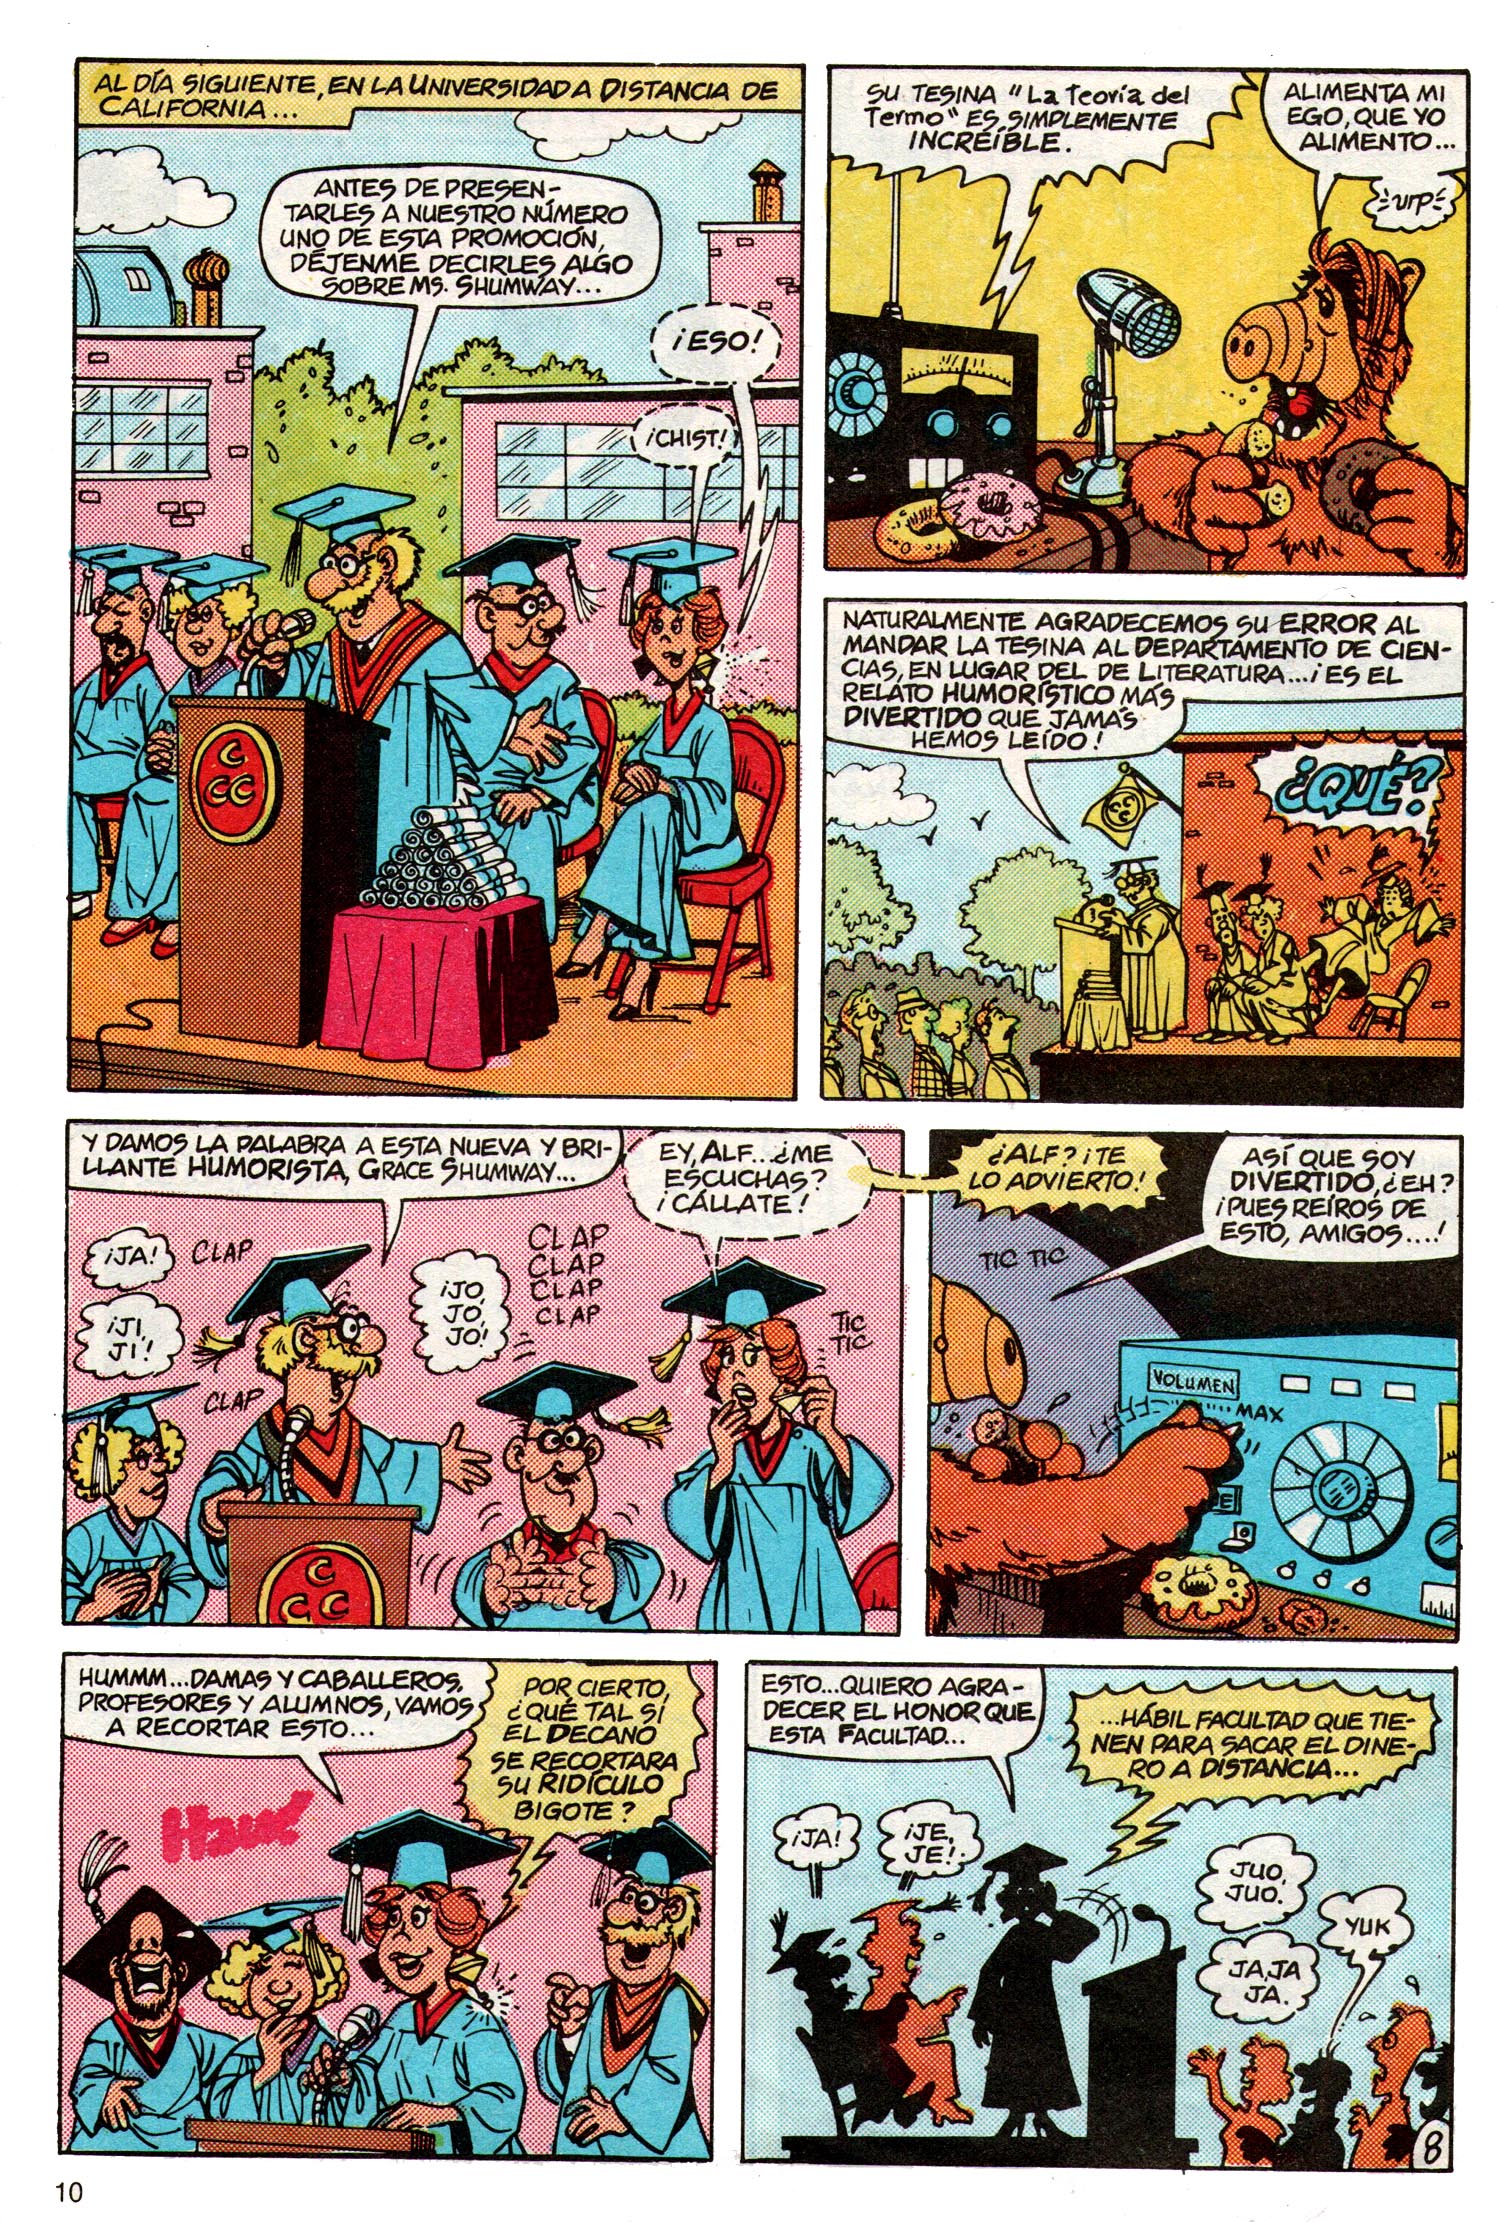 AL DÍA SIGUIENTE, EN LA UNIVERSIDAD A DISTANCIA DE
CALIFORNIA...
ANTES DE PRESEN-
TARLES A NUESTRO NÚMERO
UNO DE ESTA PROMOCIÓN,
DÉJENME DECIRLES ALGO
SOBRE MS. SHUMWAY...
¡ESO!
¡CHIST!
C
CCC
SU TESINA "La Teoría del
Termo" ES, SIMPLEMENTE
INCREÍBLE.
ALIMENTA MI
EGO, QUE YO
ALIMENTO...
urp
NATURALMENTE AGRADECEMOS SU ERROR AL
MANDAR LA TESINA AL DEPARTAMENTO DE CIEN-
CIAS, EN LUGAR DEL DE LITERATURA...¡ES EL
RELATO HUMORÍSTICO MÁS
DIVERTIDO QUE JAMÁS
HEMOS LEÍDO!
¿QUÉ?
Y DAMOS LA PALABRA A ESTA NUEVA Y BRI-
LLANTE HUMORISTA, GRACE SHUMWAY...
EY, ALF...¿ME
ESCUCHAS?
¡CÁLLATE!
¡JA!
CLAP
¡JI,
JI!
CLAP
¡JO,
JO,
JO!
CLAP
CLAP
CLAP
CLAP
TIC
TIC
C
CCC
¿ALF? ¡TE
LO ADVIERTO!
ASÍ QUE SOY
DIVERTIDO, ¿EH?
¡PUES REÍROS DE
ESTO, AMIGOS....!
TIC TIC
VOLUMEN
MAX
HUMMM...DAMAS Y CABALLEROS,
PROFESORES Y ALUMNOS, VAMOS
A RECORTAR ESTO...
POR CIERTO,
¿QUÉ TAL SI
EL DECANO
SE RECORTARA
SU RIDÍCULO
BIGOTE?
ESTO...QUIERO AGRA-
DECER EL HONOR QUE
ESTA FACULTAD...
...HÁBIL FACULTAD QUE TIE-
NEN PARA SACAR EL DINE-
RO A DISTANCIA...
¡JA!
¡JE,
JE!
JUO,
JUO.
JA, JA
JA.
YUK
8
10